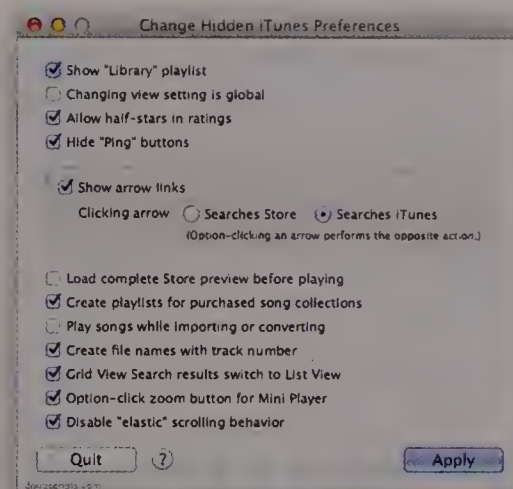 Change Hidden iTunes Preferences
Show "Library" playlist
Changing view setting is global
Allow half-stars in ratings
Hide "Ping" buttons
Show arrow links
Clicking arrow Searches Store Searches iTunes
(Option-clicking an arrow performs the opposite action.)
Load complete Store preview before playing
Create playlists for purchased song collections
Play songs while importing or converting
Create file names with track number
Grid View Search results switch to List View
Option-click zoom button for Mini Player
Disable "elastic" scrolling behavior
Quit ? Apply